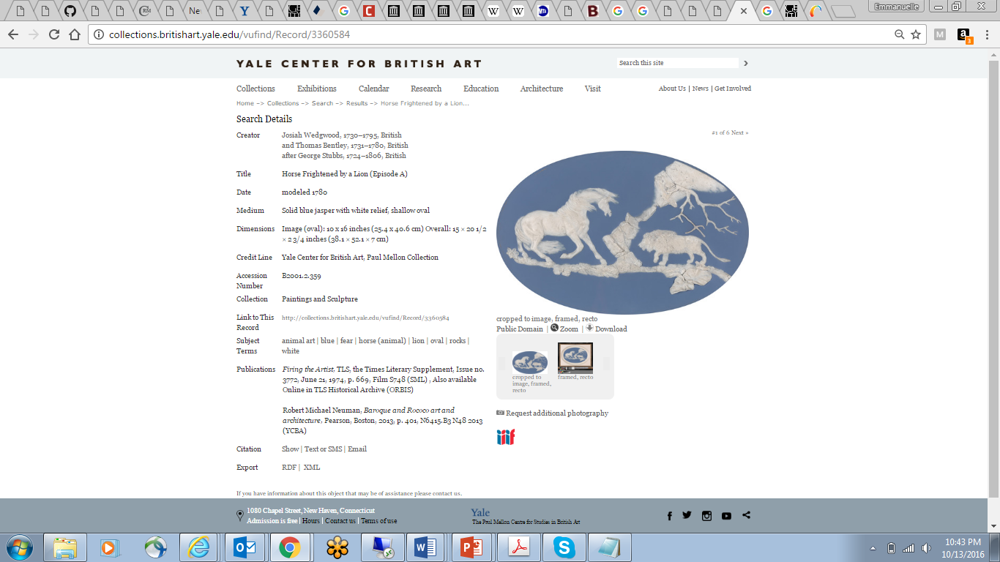 Emmanuelle
collections.britishart.yale.edu/vufind/Record/3360584
YALE CENTER FOR BRITISH ART
Search this site
Collections Exhibitions Calendar Research Education Architecture Visit
About Us | News | Get Involved
Home -> Collections -> Search -> Results -> Horse Frightened by a Lion...
Search Details
#1 of 6 Next »
Creator Josiah Wedgwood, 1730–1795, British
and Thomas Bentley, 1731–1780, British
after George Stubbs, 1724–1806, British
Title Horse Frightened by a Lion (Episode A)
Date modeled 1780
Medium Solid blue jasper with white relief, shallow oval
Dimensions Image (oval): 10 x 16 inches (25.4 x 40.6 cm) Overall: 15 × 20 1/2
× 2 3/4 inches (38.1 × 52.1 × 7 cm)
Credit Line Yale Center for British Art, Paul Mellon Collection
Accession Number B2001.2.359
Collection Paintings and Sculpture
Link to This Record http://collections.britishart.yale.edu/vufind/Record/3360584
Subject Terms animal art | blue | fear | horse (animal) | lion | oval | rocks |
white
Publications Firing the Artist, TLS, the Times Literary Supplement, Issue no.
3772, June 21, 1974, p. 669, Film S748 (SML) , Also available
Online in TLS Historical Archive (ORBIS)
Robert Michael Neuman, Baroque and Rococo art and
architecture, Pearson, Boston, 2013, p. 401, N6415.B3 N48 2013
(YCBA)
Citation Show | Text or SMS | Email
Export RDF | XML
cropped to image, framed, recto
Public Domain | Zoom | Download
cropped to
image, framed,
recto
framed, recto
Request additional photography
iiif
If you have information about this object that may be of assistance please contact us.
1080 Chapel Street, New Haven, Connecticut
Admission is free | Hours | Contact us | Terms of use
Yale
The Paul Mellon Centre for Studies in British Art
10:43 PM
10/13/2016